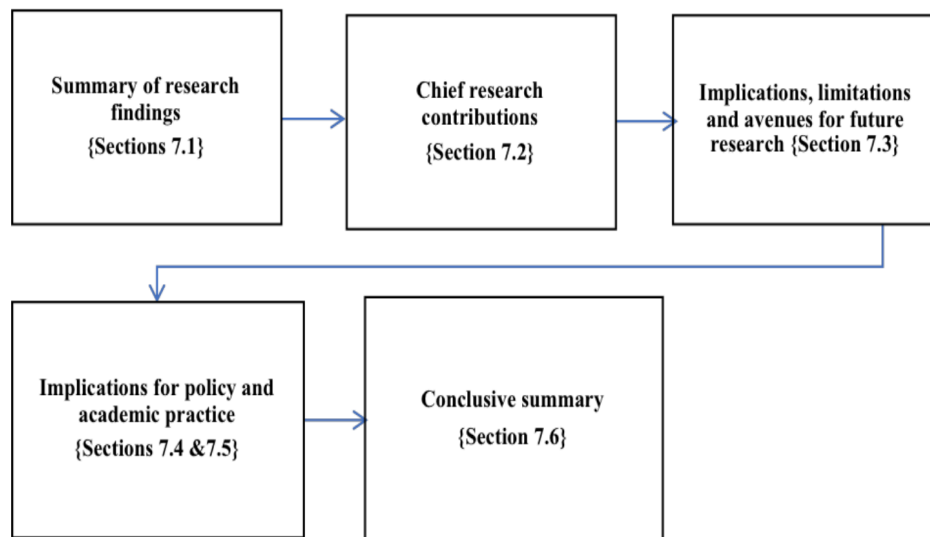 Summary of research
findings
{Sections 7.1}
Chief research
contributions
{Section 7.2}
Implications, limitations
and avenues for future
research {Section 7.3}
Implications for policy and
academic practice
{Sections 7.4 &7.5}
Conclusive summary
{Section 7.6}